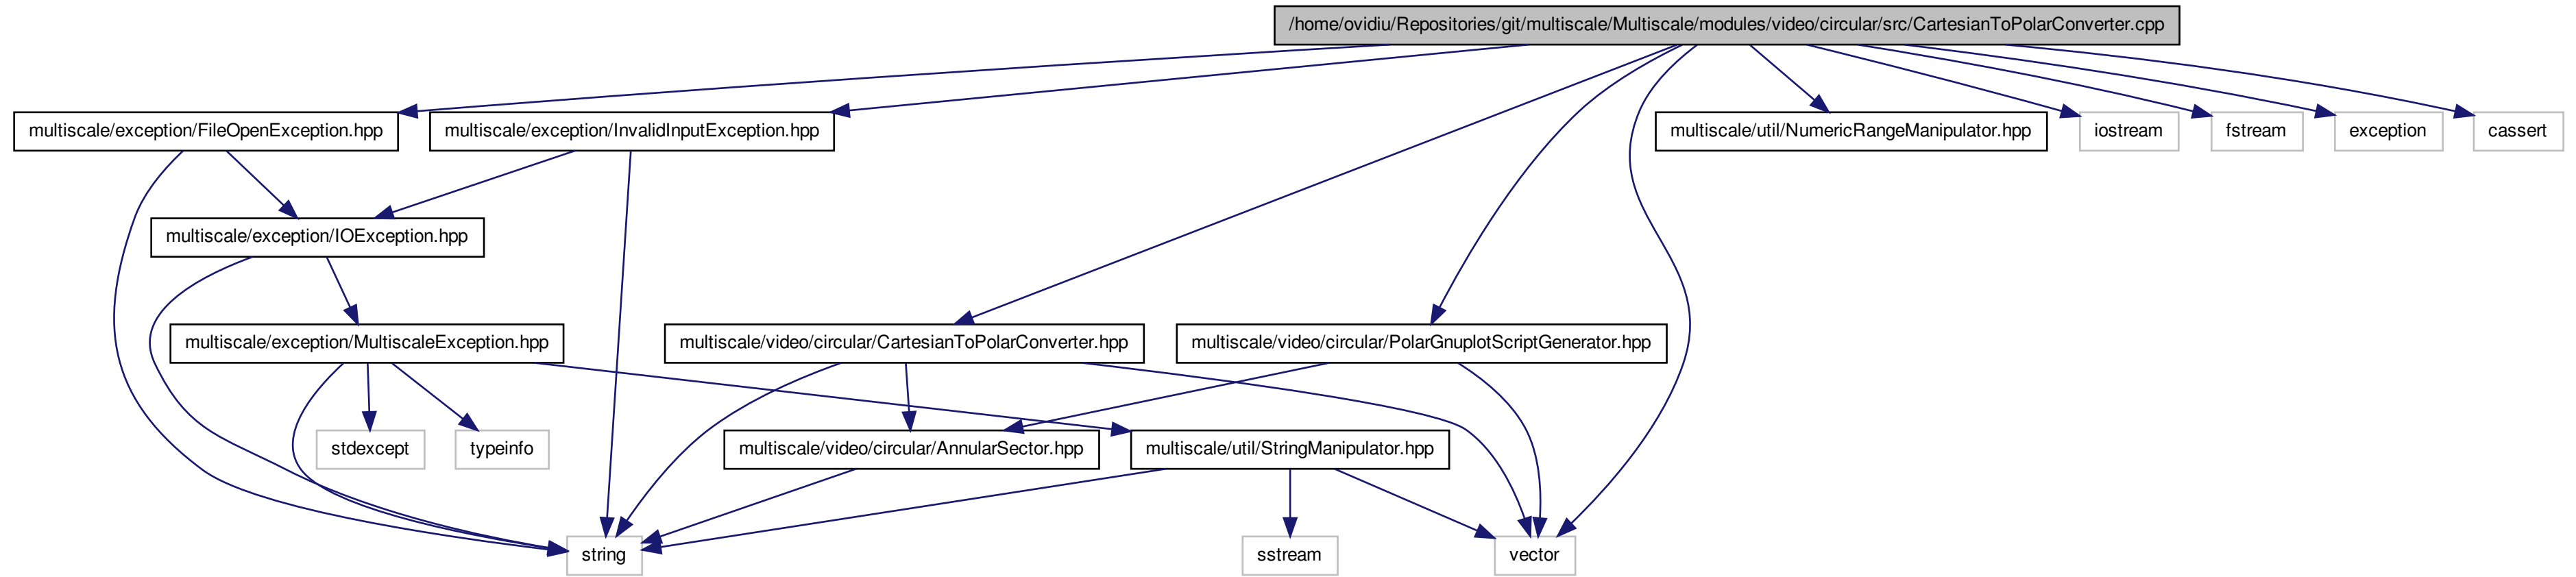 /home/ovidiu/Repositories/git/multiscale/Multiscale/modules/video/circular/src/CartesianToPolarConverter.cpp
multiscale/exception/FileOpenException.hpp
multiscale/exception/InvalidInputException.hpp
multiscale/util/NumericRangeManipulator.hpp
iostream
fstream
exception
cassert
multiscale/exception/IOException.hpp
multiscale/exception/MultiscaleException.hpp
multiscale/video/circular/CartesianToPolarConverter.hpp
multiscale/video/circular/PolarGnuplotScriptGenerator.hpp
stdexcept
typeinfo
multiscale/video/circular/AnnularSector.hpp
multiscale/util/StringManipulator.hpp
string
sstream
vector